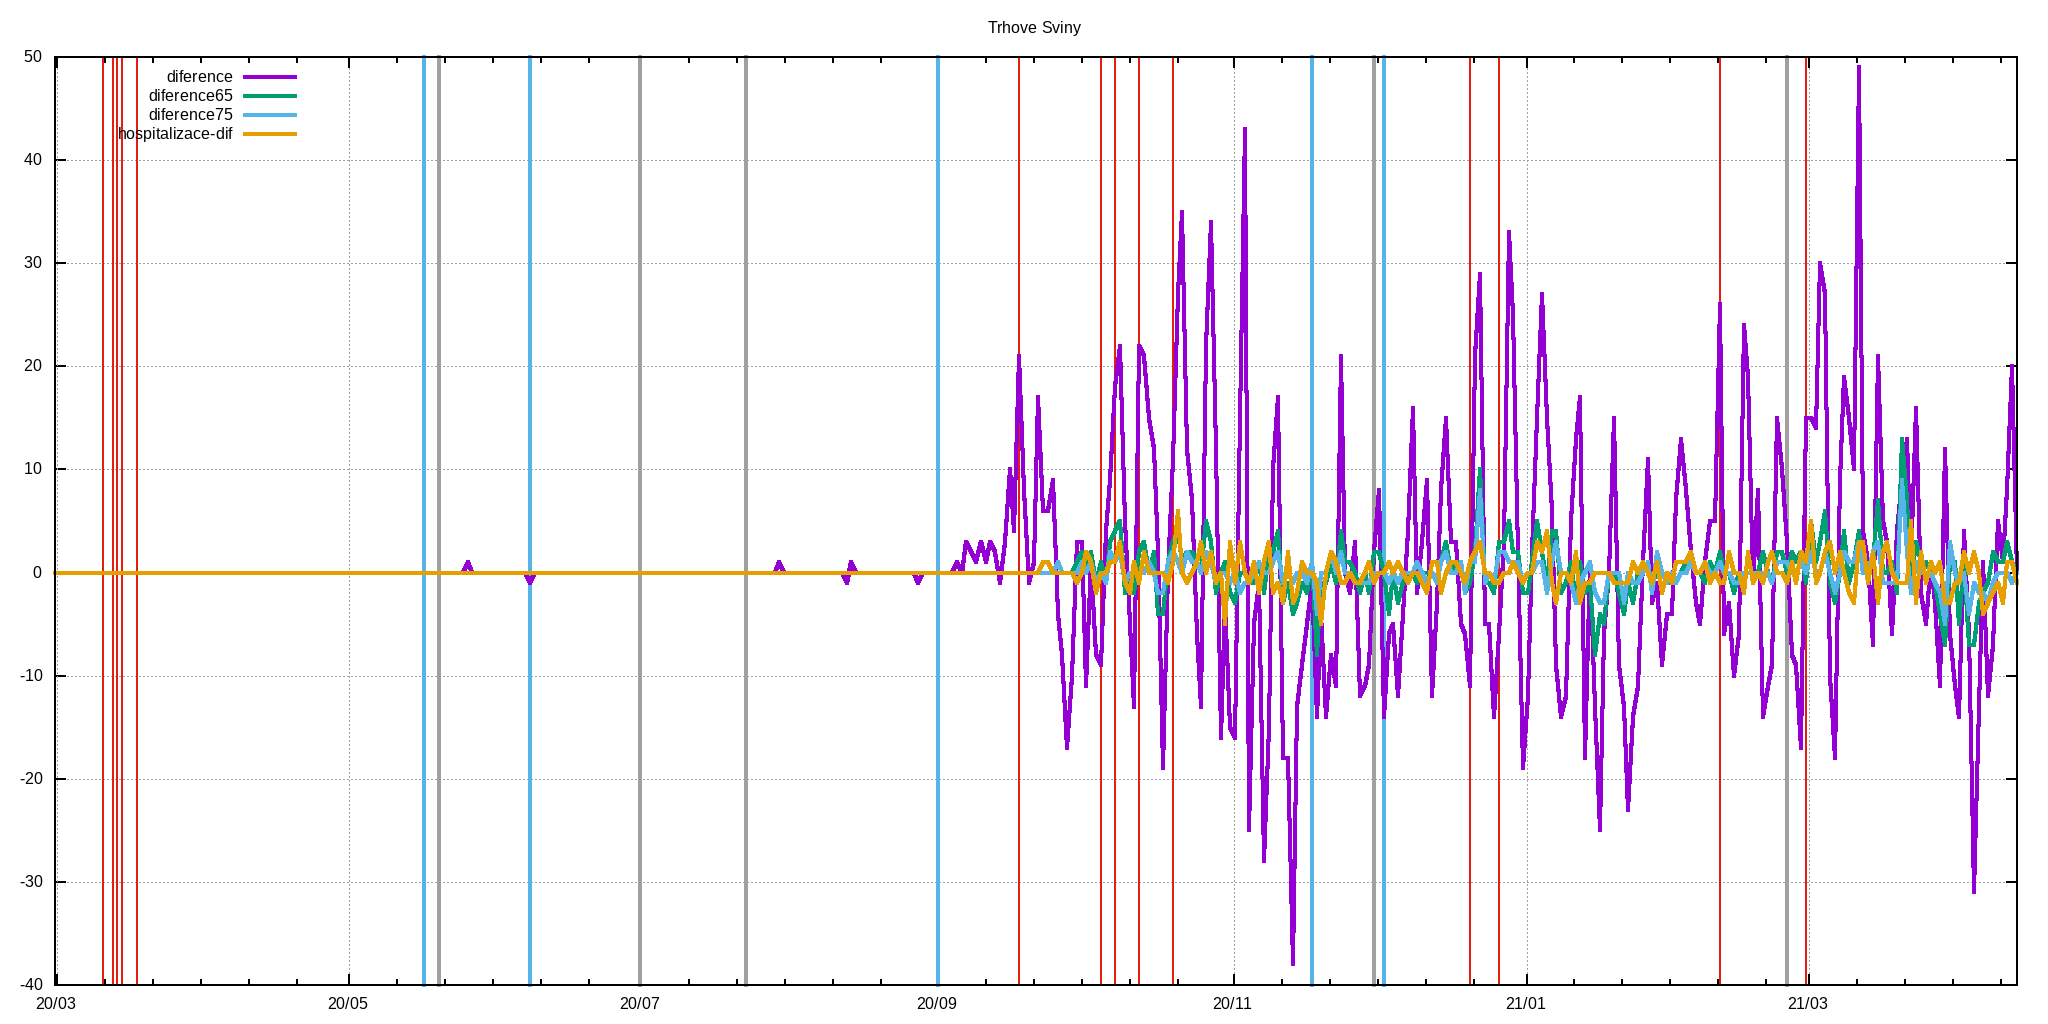 Trhove Sviny
50
40
30
20
10
0
-10
-20
-30
-40
diference
diference65
diference75
hospitalizace-dif
20/03 20/05 20/07 20/09 20/11 21/01 21/03